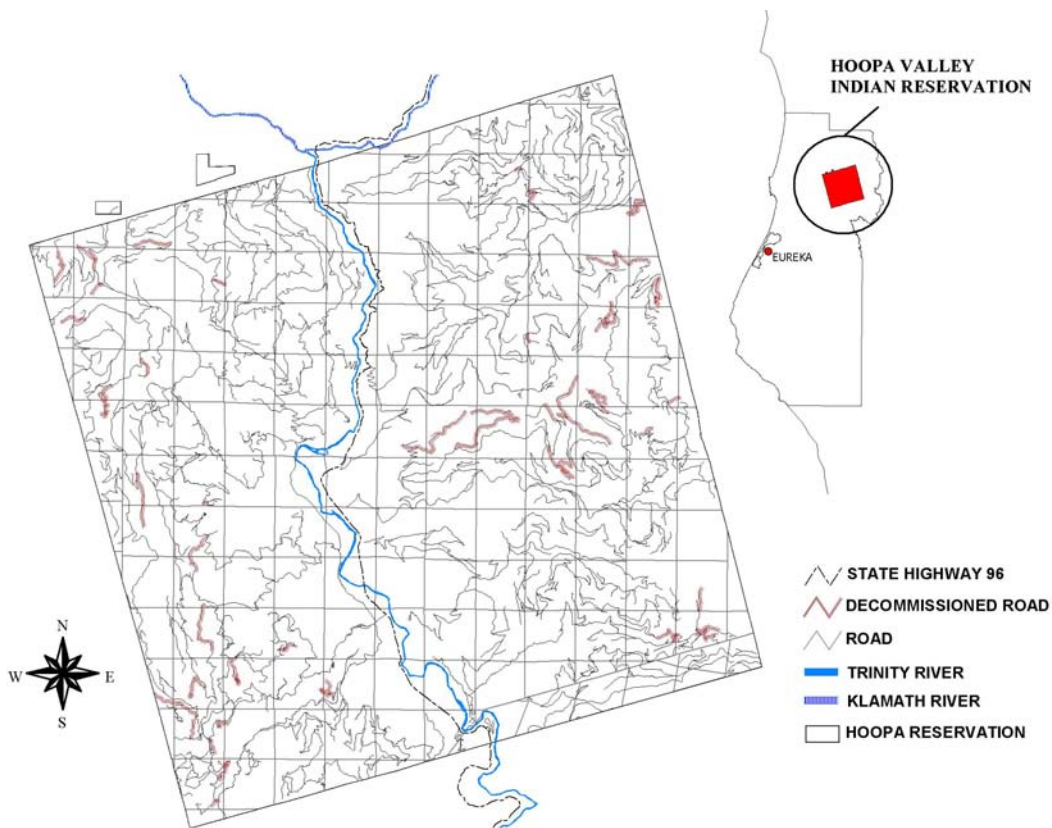 HOOPA VALLEY
INDIAN RESERVATION
EUREKA
STATE HIGHWAY 96
DECOMMISSIONED ROAD
ROAD
TRINITY RIVER
KLAMATH RIVER
HOOPA RESERVATION
N
W E
S